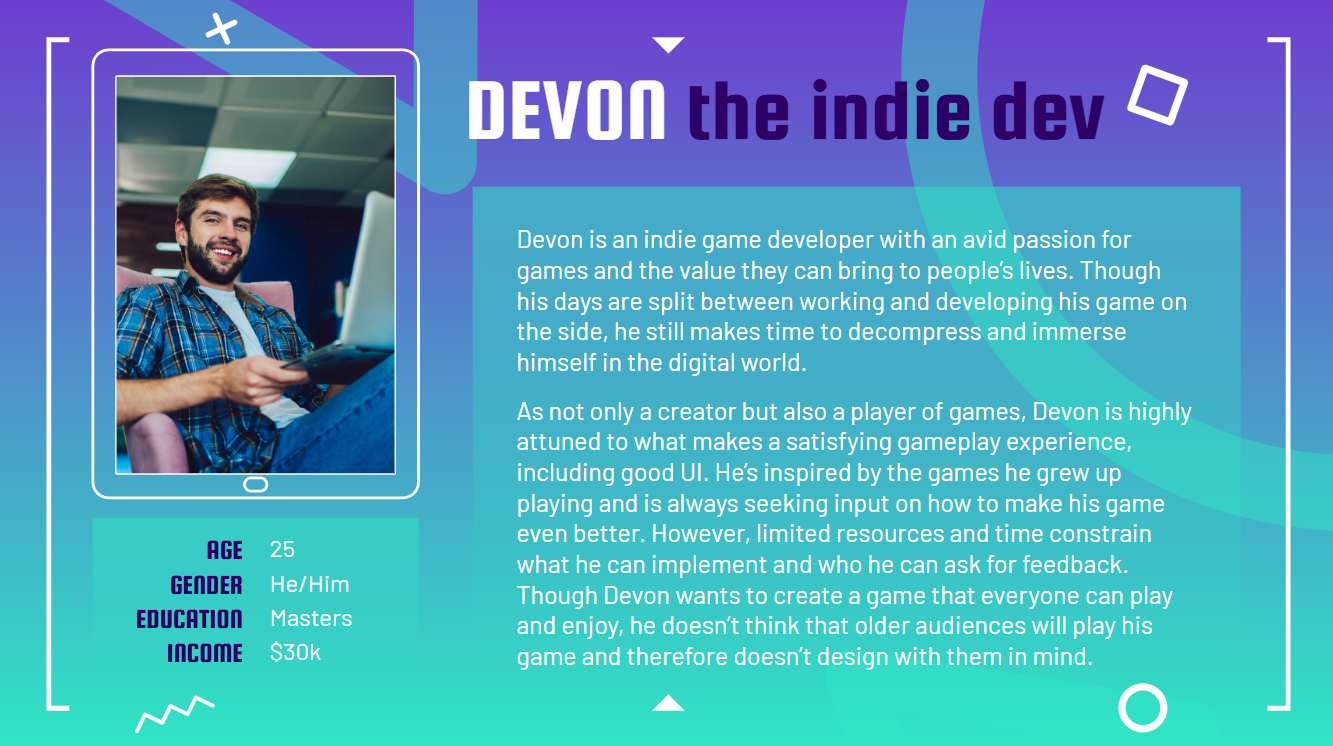 DEVON the indie dev
Devon is an indie game developer with an avid passion for
games and the value they can bring to people’s lives. Though
his days are split between working and developing his game on
the side, he still makes time to decompress and immerse
himself in the digital world.
As not only a creator but also a player of games, Devon is highly
attuned to what makes a satisfying gameplay experience,
including good UI. He’s inspired by the games he grew up
playing and is always seeking input on how to make his game
even better. However, limited resources and time constrain
what he can implement and who he can ask for feedback.
Though Devon wants to create a game that everyone can play
and enjoy, he doesn’t think that older audiences will play his
game and therefore doesn’t design with them in mind.
AGE 25
GENDER He/Him
EDUCATION Masters
INCOME $30k